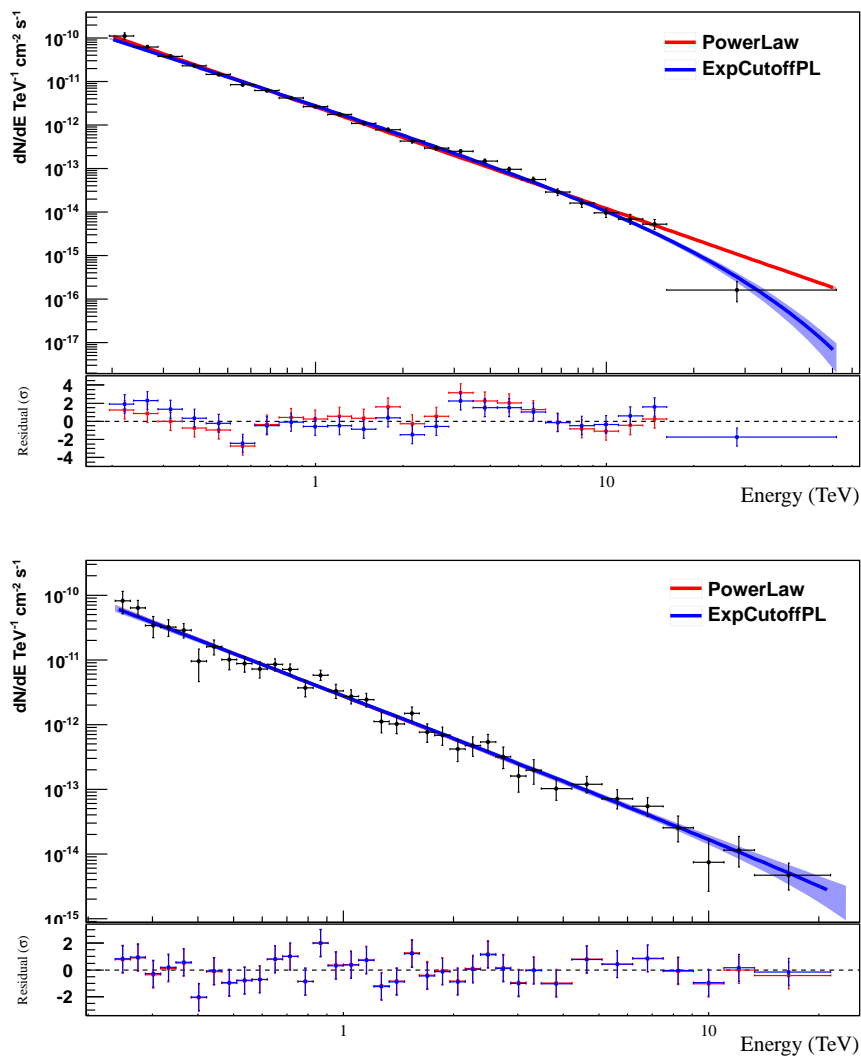 dN/dE TeV⁻¹ cm⁻² s⁻¹
10⁻¹⁰
10⁻¹¹
10⁻¹²
10⁻¹³
10⁻¹⁴
10⁻¹⁵
10⁻¹⁶
10⁻¹⁷
PowerLaw
ExpCutoffPL
Residual (σ)
4
2
0
-2
-4
1
10
Energy (TeV)
dN/dE TeV⁻¹ cm⁻² s⁻¹
10⁻¹⁰
10⁻¹¹
10⁻¹²
10⁻¹³
10⁻¹⁴
10⁻¹⁵
PowerLaw
ExpCutoffPL
Residual (σ)
2
0
-2
1
10
Energy (TeV)